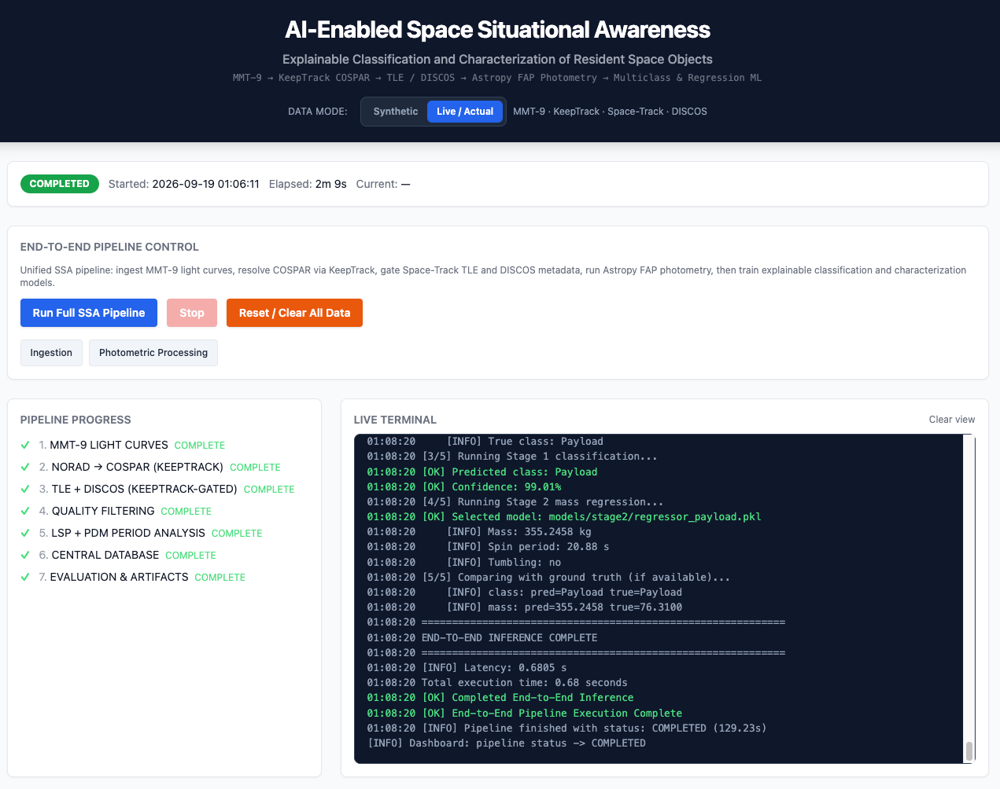 AI-Enabled Space Situational Awareness
Explainable Classification and Characterization of Resident Space Objects
MMT-9 → KeepTrack COSPAR → TLE / DISCOS → Astropy FAP Photometry → Multiclass & Regression ML
DATA MODE: Synthetic Live / Actual MMT-9 · KeepTrack · Space-Track · DISCOS
COMPLETED Started: 2026-09-19 01:06:11 Elapsed: 2m 9s Current: —
END-TO-END PIPELINE CONTROL
Unified SSA pipeline: ingest MMT-9 light curves, resolve COSPAR via KeepTrack, gate Space-Track TLE and DISCOS metadata, run Astropy FAP photometry, then train explainable classification and characterization
models.
Run Full SSA Pipeline Stop Reset / Clear All Data
Ingestion Photometric Processing
PIPELINE PROGRESS
✓ 1. MMT-9 LIGHT CURVES COMPLETE
✓ 2. NORAD → COSPAR (KEEPTRACK) COMPLETE
✓ 3. TLE + DISCOS (KEEPTRACK-GATED) COMPLETE
✓ 4. QUALITY FILTERING COMPLETE
✓ 5. LSP + PDM PERIOD ANALYSIS COMPLETE
✓ 6. CENTRAL DATABASE COMPLETE
✓ 7. EVALUATION & ARTIFACTS COMPLETE
LIVE TERMINAL Clear view
01:08:20     [INFO] True class: Payload
01:08:20 [3/5] Running Stage 1 classification...
01:08:20 [OK] Predicted class: Payload
01:08:20 [OK] Confidence: 99.01%
01:08:20 [4/5] Running Stage 2 mass regression...
01:08:20 [OK] Selected model: models/stage2/regressor_payload.pkl
01:08:20     [INFO] Mass: 355.2458 kg
01:08:20     [INFO] Spin period: 20.88 s
01:08:20     [INFO] Tumbling: no
01:08:20 [5/5] Comparing with ground truth (if available)...
01:08:20     [INFO] class: pred=Payload true=Payload
01:08:20     [INFO] mass: pred=355.2458 true=76.3100
01:08:20 ============================================================
01:08:20 END-TO-END INFERENCE COMPLETE
01:08:20 ============================================================
01:08:20 [INFO] Latency: 0.6805 s
01:08:20 Total execution time: 0.68 seconds
01:08:20 [OK] Completed End-to-End Inference
01:08:20 [OK] End-to-End Pipeline Execution Complete
01:08:20 [INFO] Pipeline finished with status: COMPLETED (129.23s)
[INFO] Dashboard: pipeline status -> COMPLETED